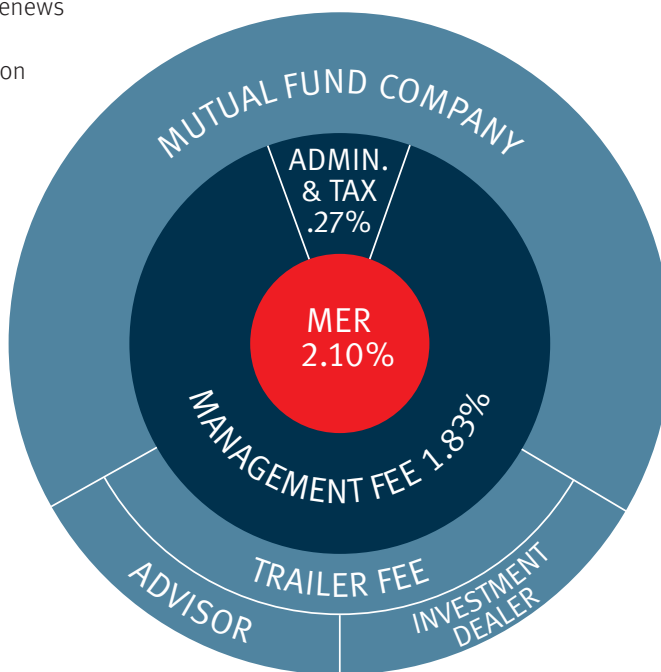 enews
on
MUTUAL FUND COMPANY
ADMIN.
& TAX
.27%
MER
2.10%
MANAGEMENT FEE 1.83%
TRAILER FEE
ADVISOR
INVESTMENT
DEALER